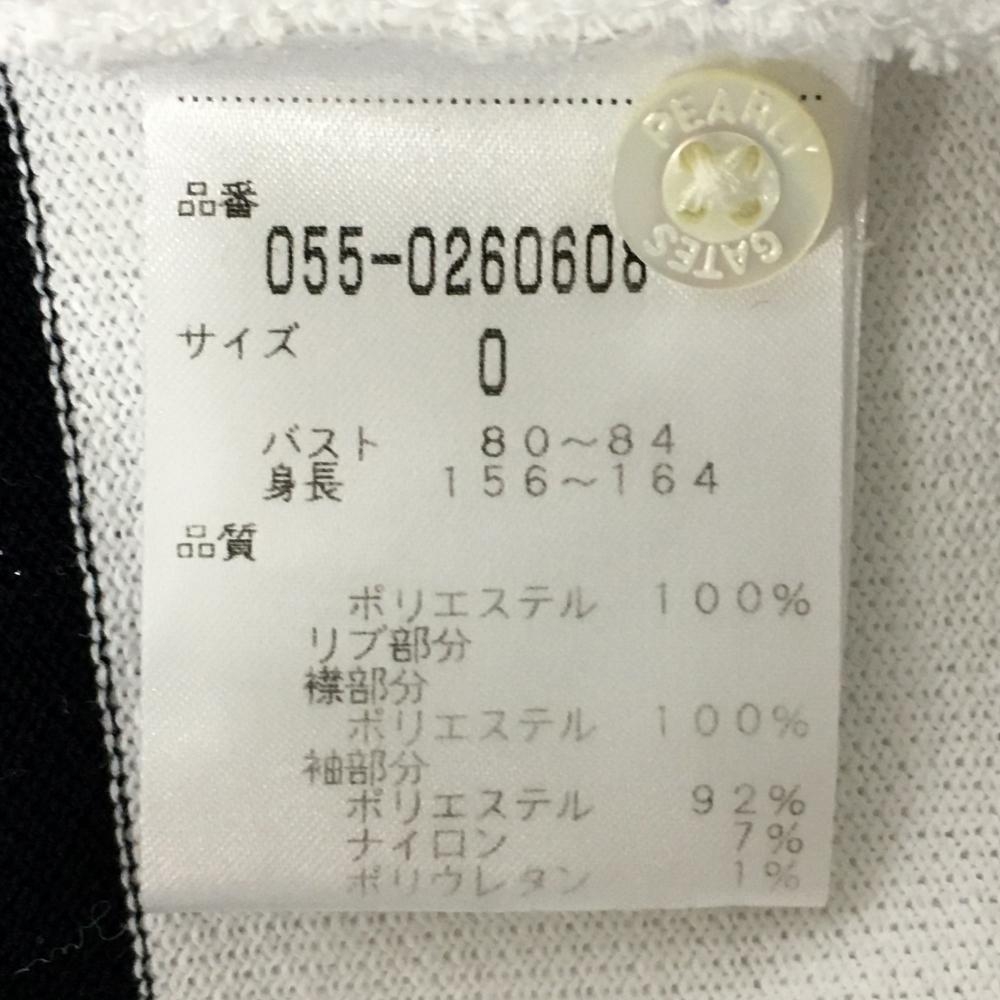 PEARLY
GATES
品番
055-0260608
サイズ
0
バスト 80～84
身長 156～164
品質
ポリエステル 100%
リブ部分
襟部分
ポリエステル 100%
袖部分
ポリエステル 92%
ナイロン 7%
ポリウレタン 1%